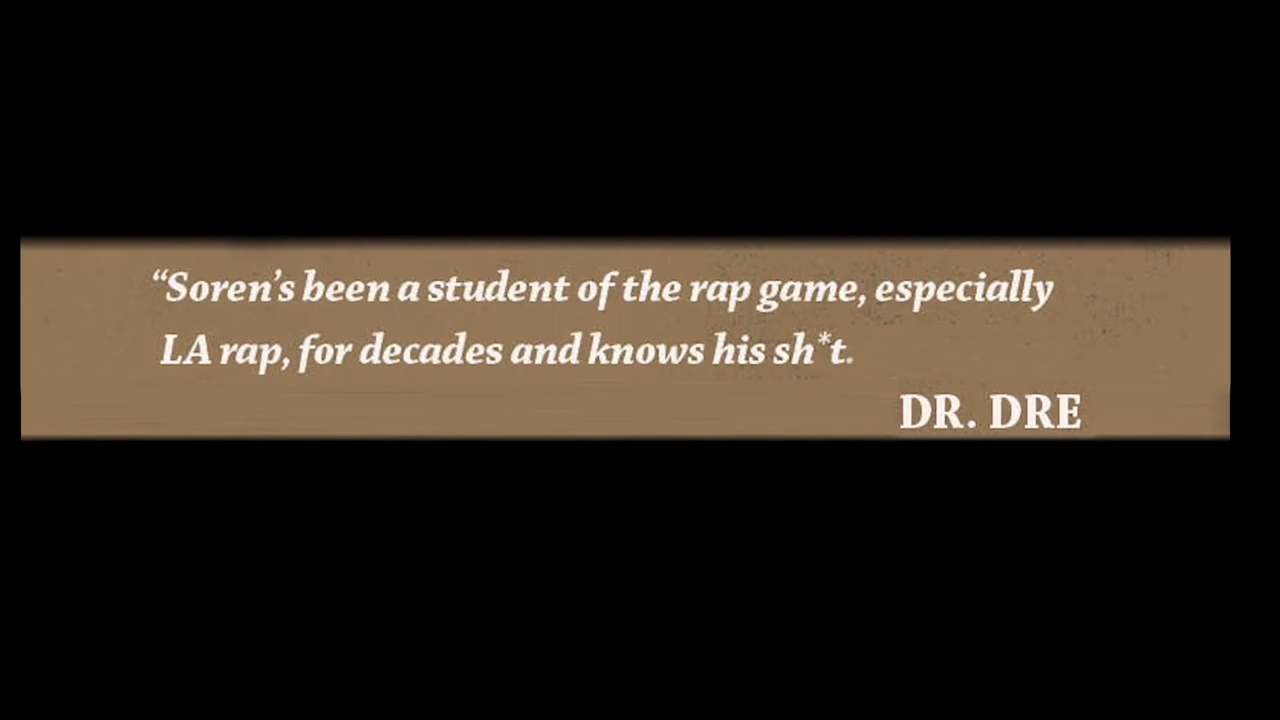 “Soren’s been a student of the rap game, especially
LA rap, for decades and knows his sh*t.
DR. DRE